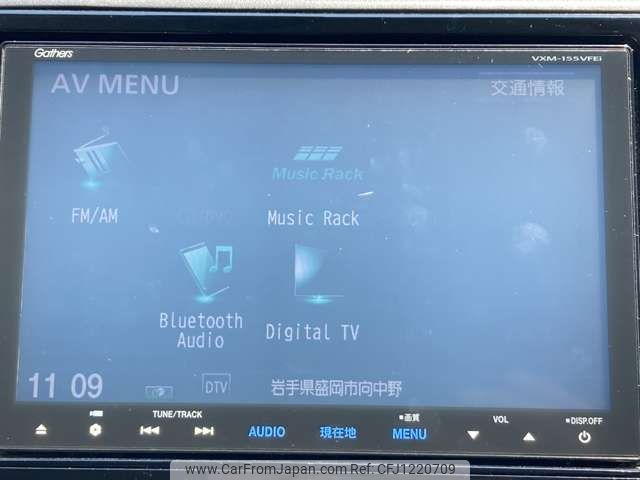 Gathers
VXM-155VFEi
AV MENU
交通情報
Music Rack
FM/AM
Music Rack
Bluetooth
Audio
Digital TV
11 09
DTV
岩手県盛岡市向中野
TUNE/TRACK
AUDIO
現在地
画質
MENU
VOL
DISP.OFF
www.CarFromJapan.com - CFJ1220709